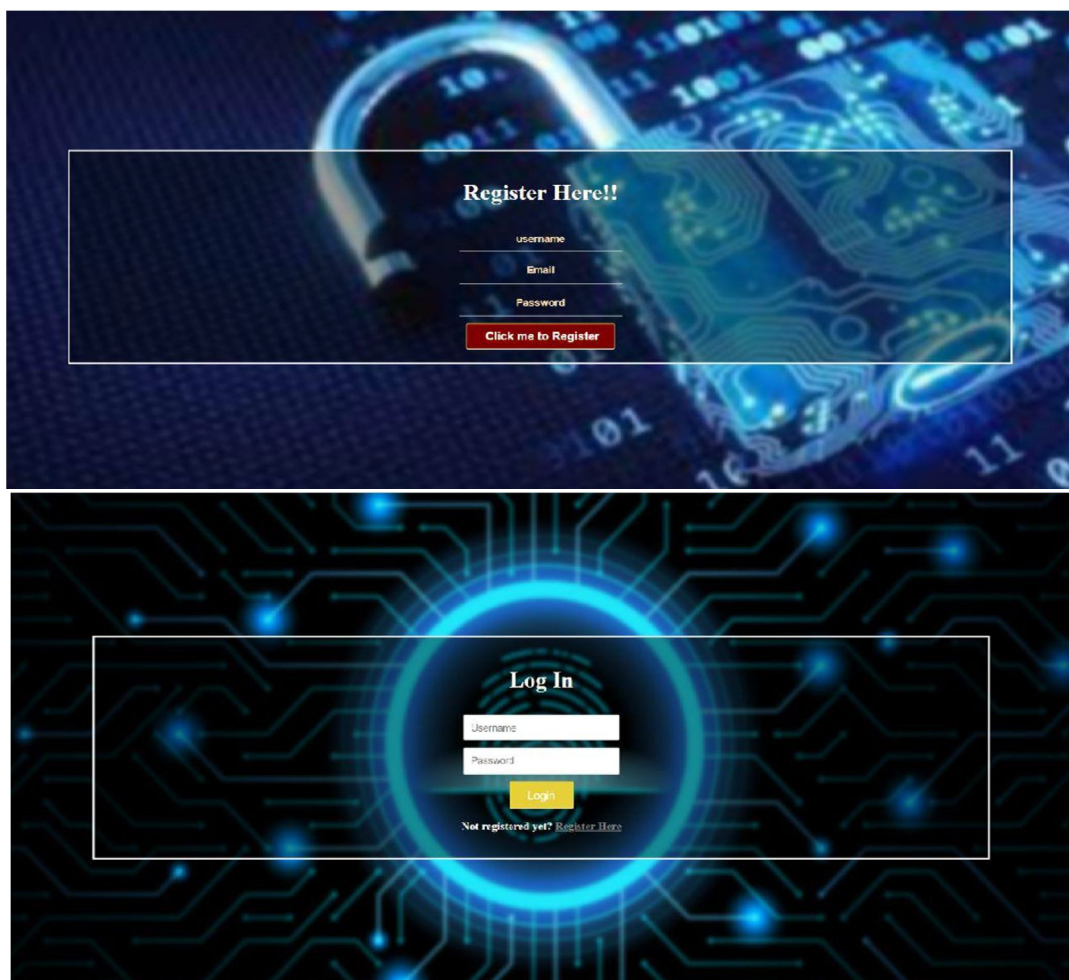 Register Here!!
username
Email
Password
Click me to Register
Log In
Username
Password
Login
Not registered yet? Register Here